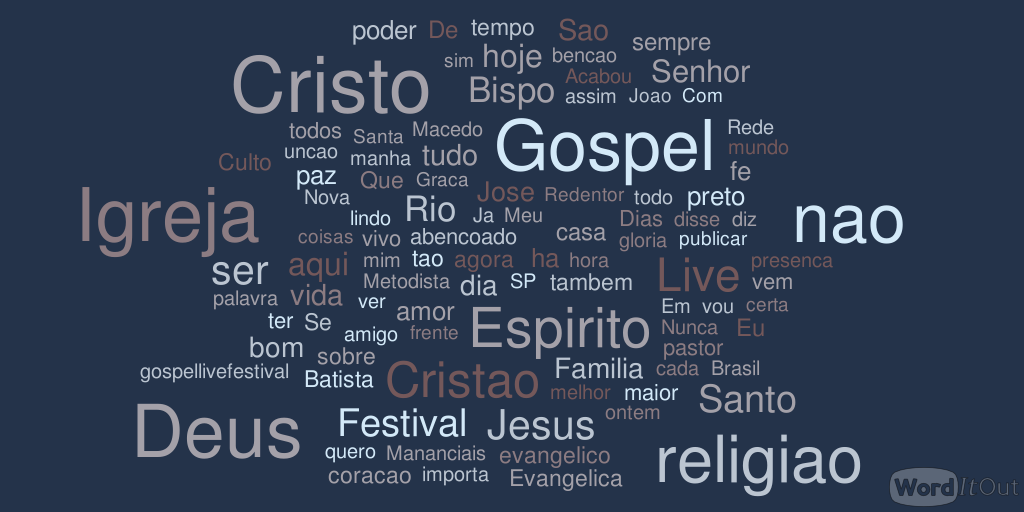 poder De tempo Sao sempre
Cristo sim hoje bencao Senhor
Bispo Acabou assim Joao Com
todos Santa Macedo Gospel Rede
Culto uncao manha tudo mundo
paz Que Graca fe
Igreja Nova Rio Jose Redentor todo preto nao
lindo Ja Meu Dias disse diz
coisas vivo abencoado casa gloria publicar
ser aqui mim tao agora ha hora Live presenca
palavra vida Metodista dia SP tambem vem
ver amor Em vou certa
ter Se amigo frente Espirito Nunca Eu
bom sobre pastor
gospellivefestival Batista Cristao Familia cada Brasil
melhor maior Santo
Deus Festival Jesus ontem
quero Mananciais evangelico religiao
coracao importa Evangelica
WordItOut